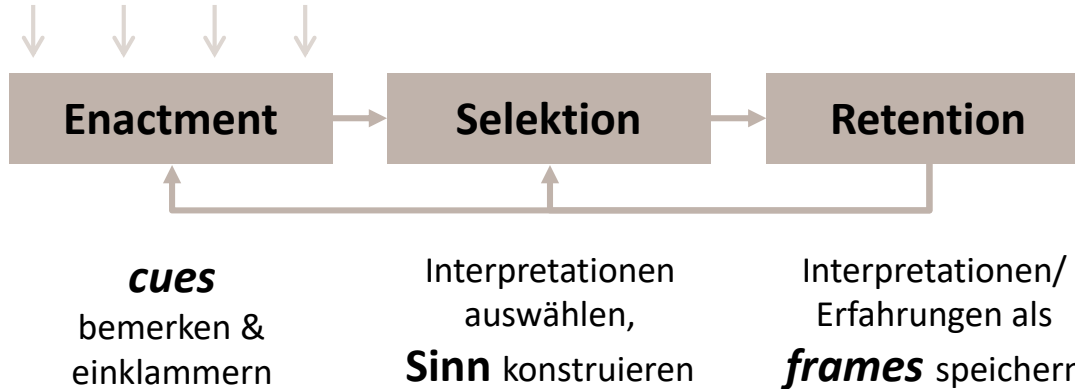 Enactment
Selektion
Retention
cues
bemerken &
einklammern
Interpretationen
auswählen,
Sinn konstruieren
Interpretationen/
Erfahrungen als
frames speichern